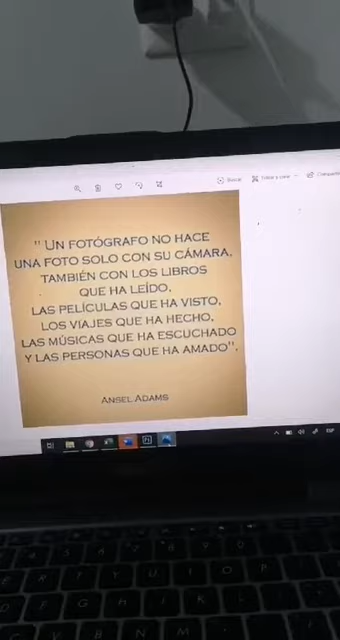 " UN FOTÓGRAFO NO HACE
UNA FOTO SOLO CON SU CÁMARA,
TAMBIÉN CON LOS LIBROS
QUE HA LEÍDO,
LAS PELÍCULAS QUE HA VISTO,
LOS VIAJES QUE HA HECHO,
LAS MÚSICAS QUE HA ESCUCHADO
Y LAS PERSONAS QUE HA AMADO".
ANSEL ADAMS